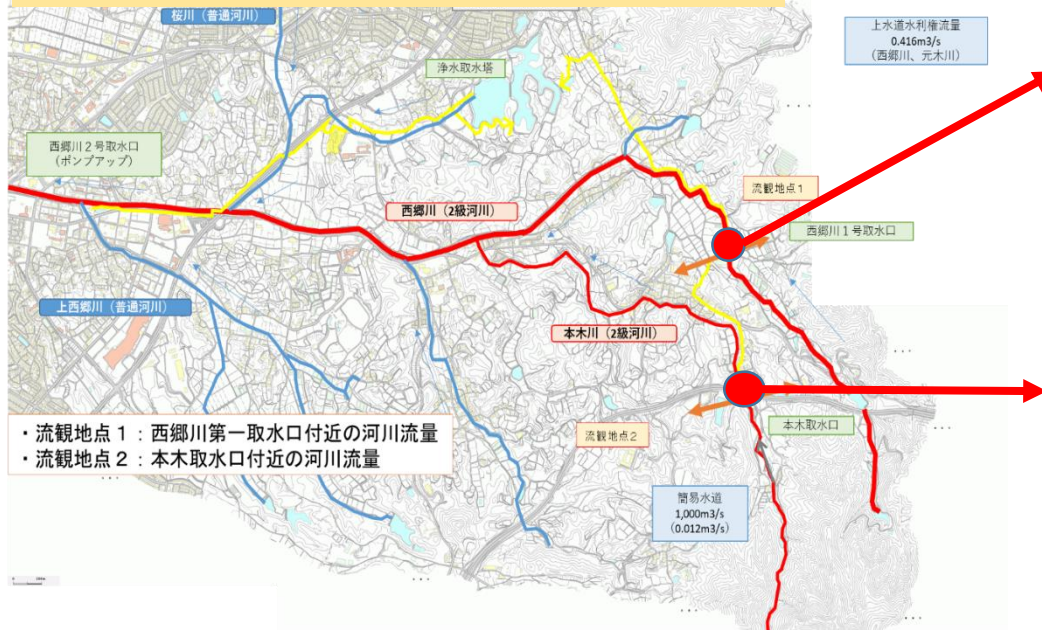 桜川（普通河川）
上水道水利権流量
0.416m3/s
（西郷川、元木川）
浄水取水塔
西郷川２号取水口
（ポンプアップ）
流観地点１
西郷川（2級河川）
西郷川１号取水口
上西郷川（普通河川）
本木川（2級河川）
・流観地点１：西郷川第一取水口付近の河川流量
・流観地点２：本木取水口付近の河川流量
流観地点２
本木取水口
簡易水道
1,000m3/s
（0.012m3/s）